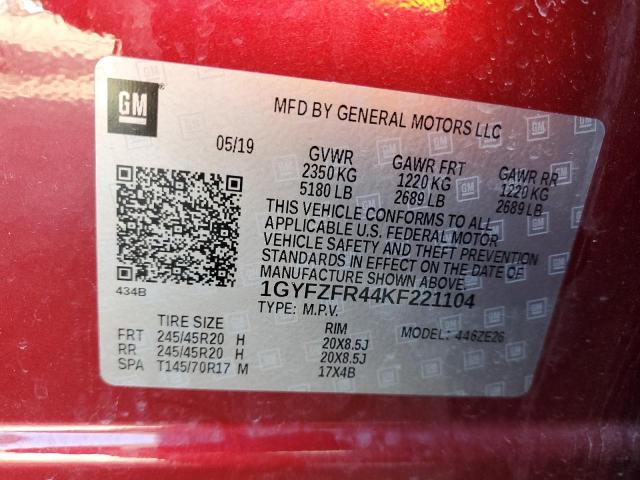 GM
MFD BY GENERAL MOTORS LLC
05/19
GVWR GAWR FRT GAWR RR
2350 KG 1220 KG 1220 KG
5180 LB 2689 LB 2689 LB
THIS VEHICLE CONFORMS TO ALL
APPLICABLE U.S. FEDERAL MOTOR
VEHICLE SAFETY AND THEFT PREVENTION
STANDARDS IN EFFECT ON THE DATE OF
MANUFACTURE SHOWN ABOVE.
434B
1GYFZFR44KF221104
TYPE: M.P.V.
TIRE SIZE RIM MODEL: 446ZE26
FRT 245/45R20 H 20X8.5J
RR 245/45R20 H 20X8.5J
SPA T145/70R17 M 17X4B